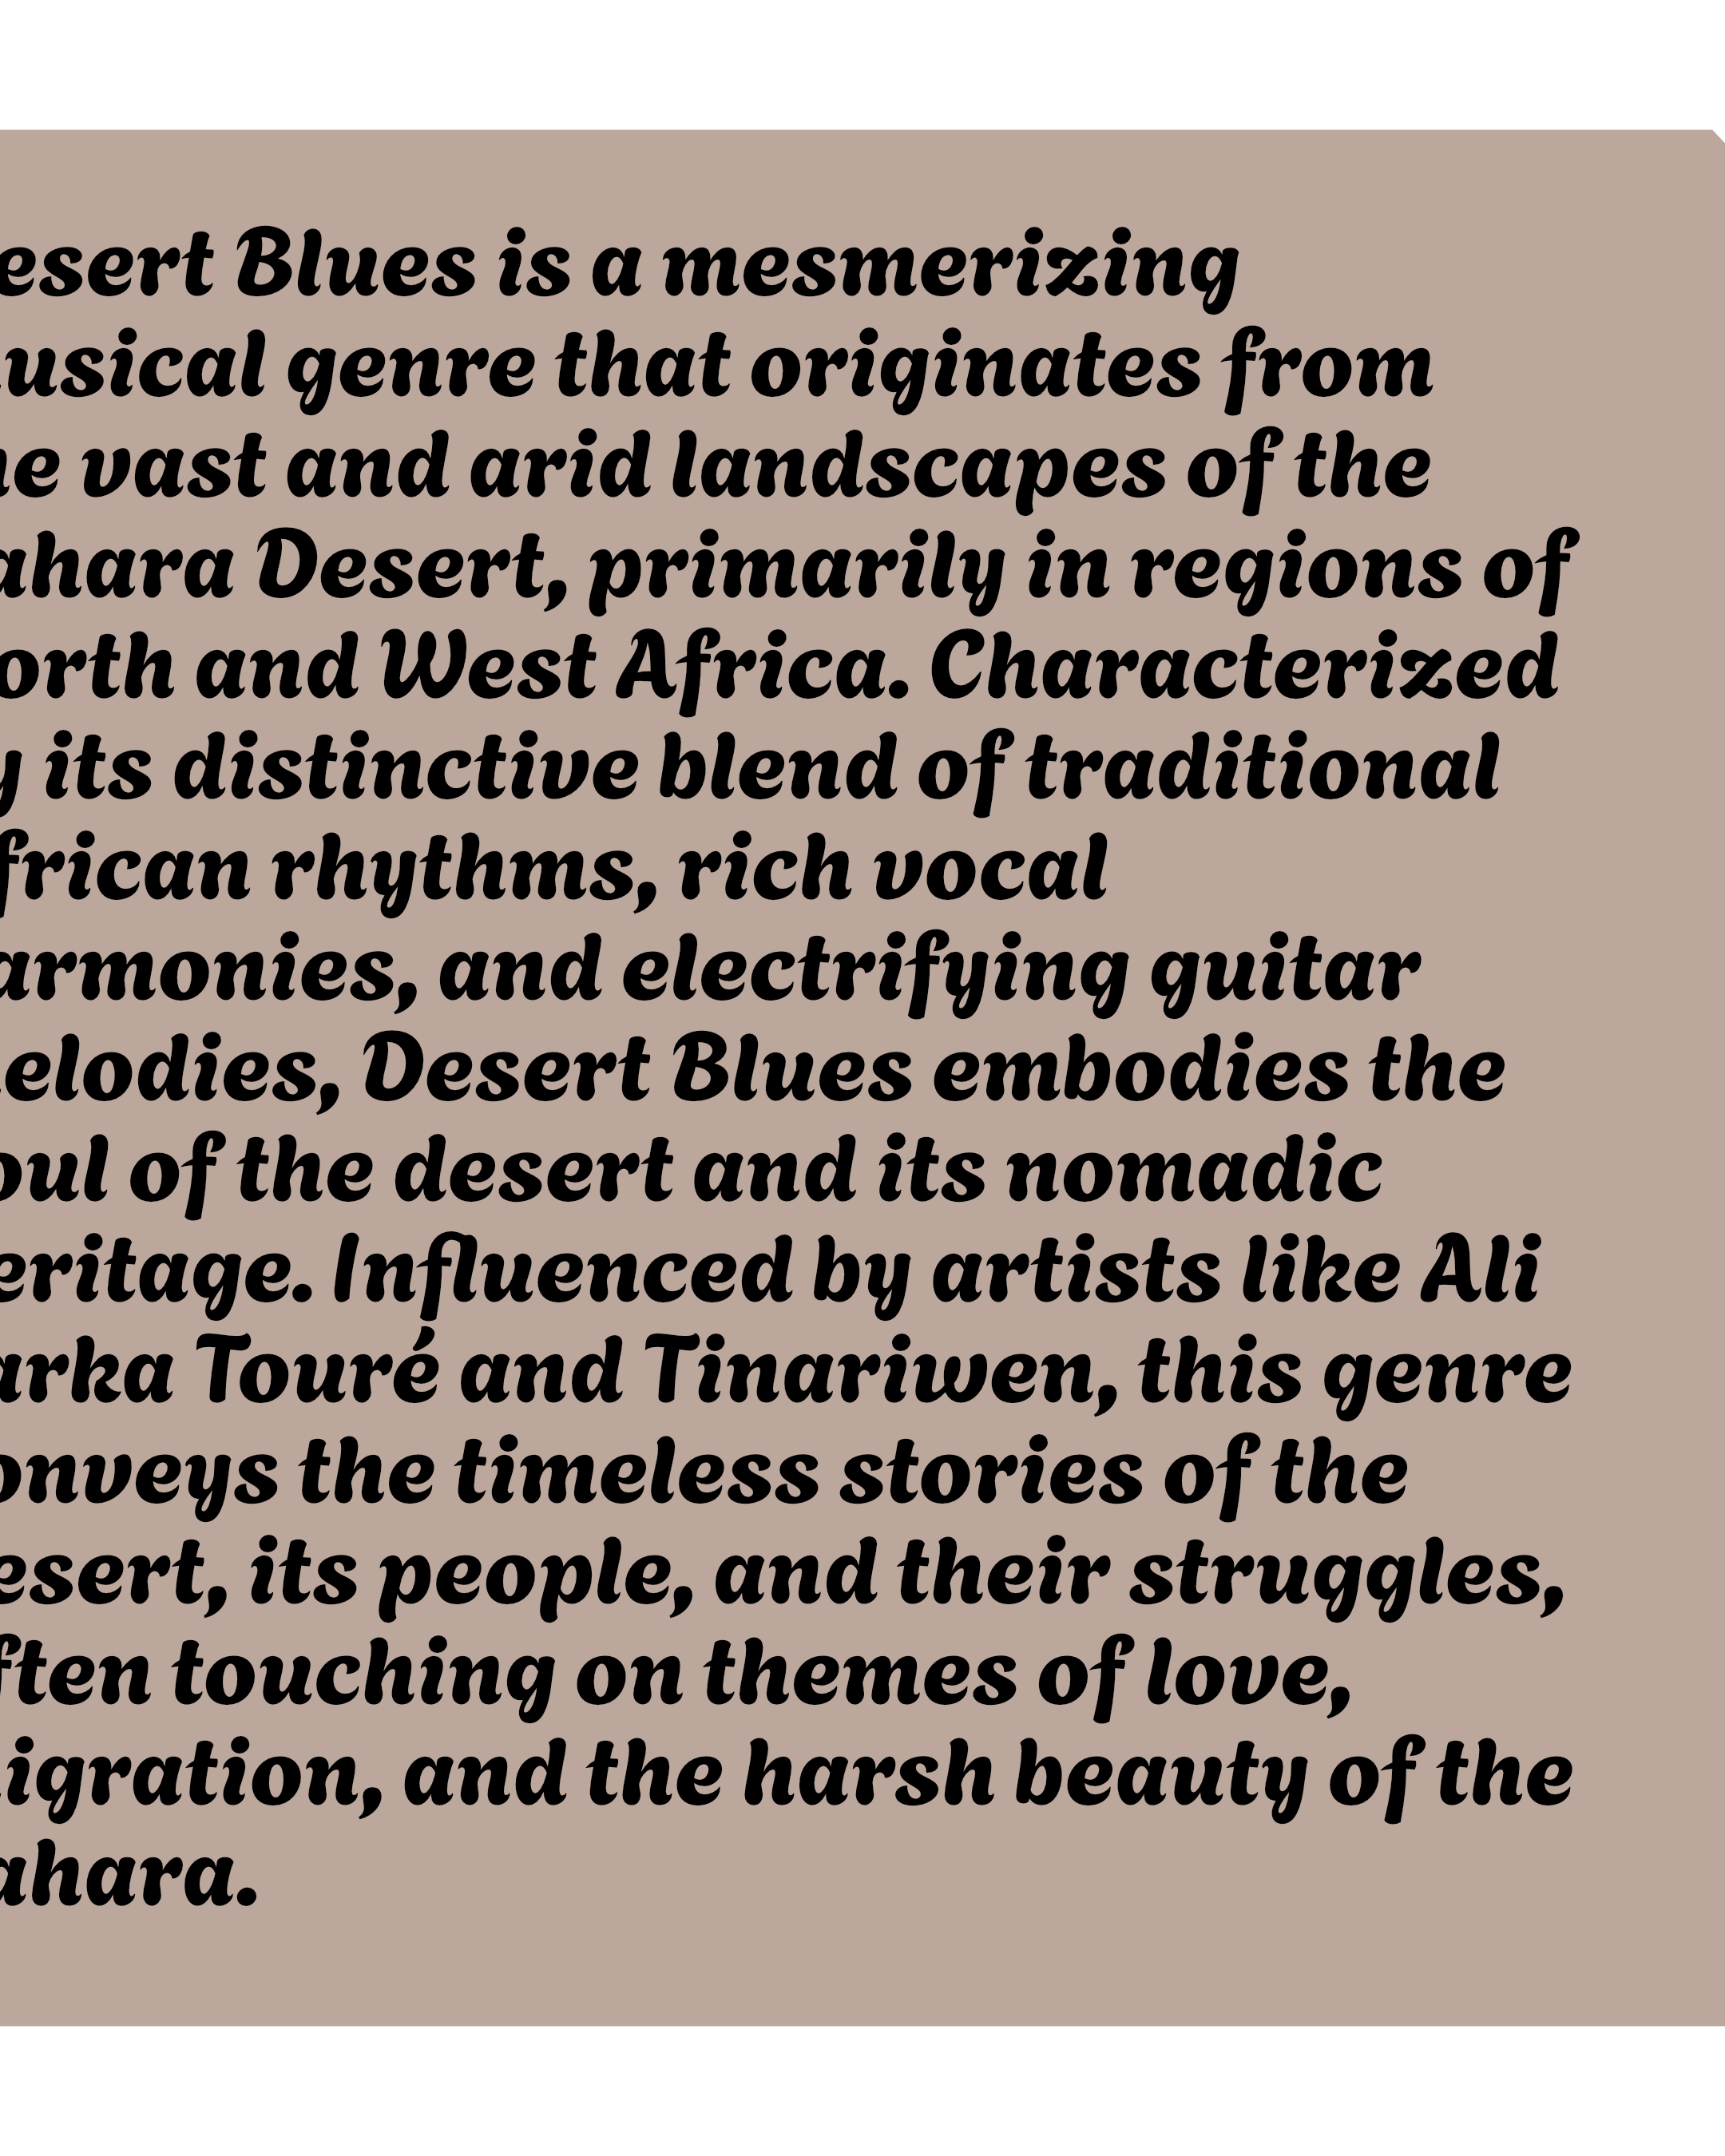 esert Blues is a mesmerizing
usical genre that originates from
e vast and arid landscapes of the
ahara Desert, primarily in regions of
orth and West Africa. Characterized
y its distinctive blend of traditional
frican rhythms, rich vocal
armonies, and electrifying guitar
elodies, Desert Blues embodies the
oul of the desert and its nomadic
eritage. Influenced by artists like Ali
arka Touré and Tinariwen, this genre
onveys the timeless stories of the
esert, its people, and their struggles,
ften touching on themes of love,
igration, and the harsh beauty of the
ahara.